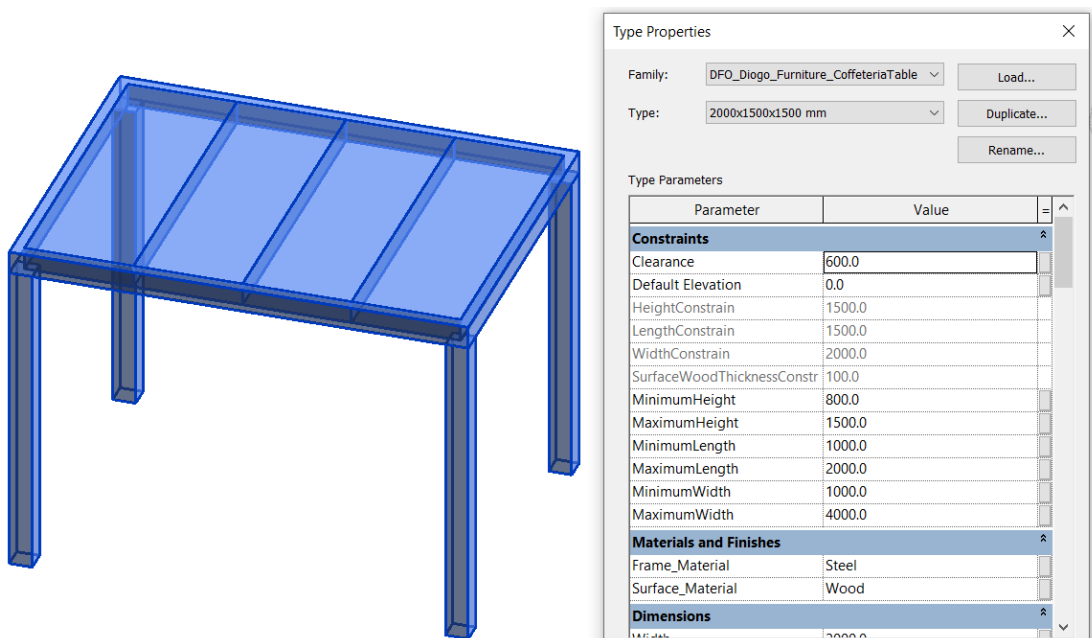 Type Properties
Family: DFO_Diogo_Furniture_CoffeteriaTable Load...
Type: 2000x1500x1500 mm Duplicate...
Rename...
Type Parameters
Parameter Value =
Constraints
Clearance 600.0
Default Elevation 0.0
HeightConstrain 1500.0
LengthConstrain 1500.0
WidthConstrain 2000.0
SurfaceWoodThicknessConstr 100.0
MinimumHeight 800.0
MaximumHeight 1500.0
MinimumLength 1000.0
MaximumLength 2000.0
MinimumWidth 1000.0
MaximumWidth 4000.0
Materials and Finishes
Frame_Material Steel
Surface_Material Wood
Dimensions
Width 2000.0